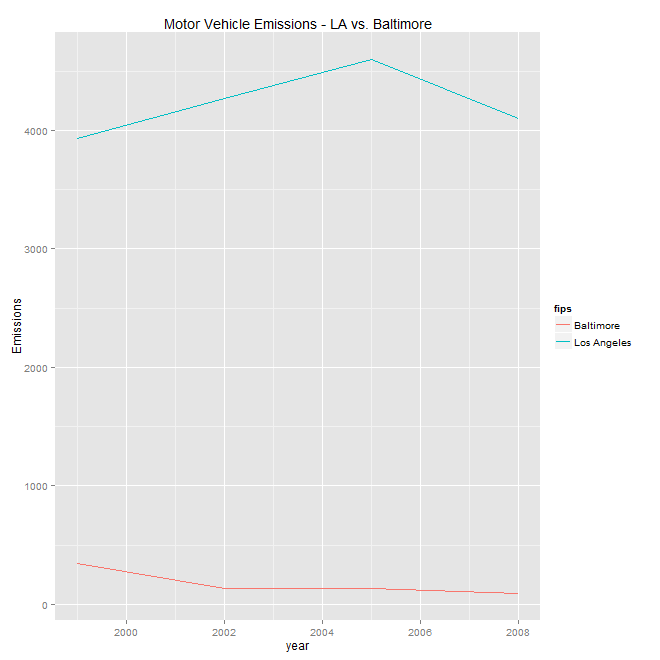 Motor Vehicle Emissions - LA vs. Baltimore
Emissions
4000
3000
2000
1000
0
2000 2002 2004 2006 2008
year
fips
Baltimore
Los Angeles